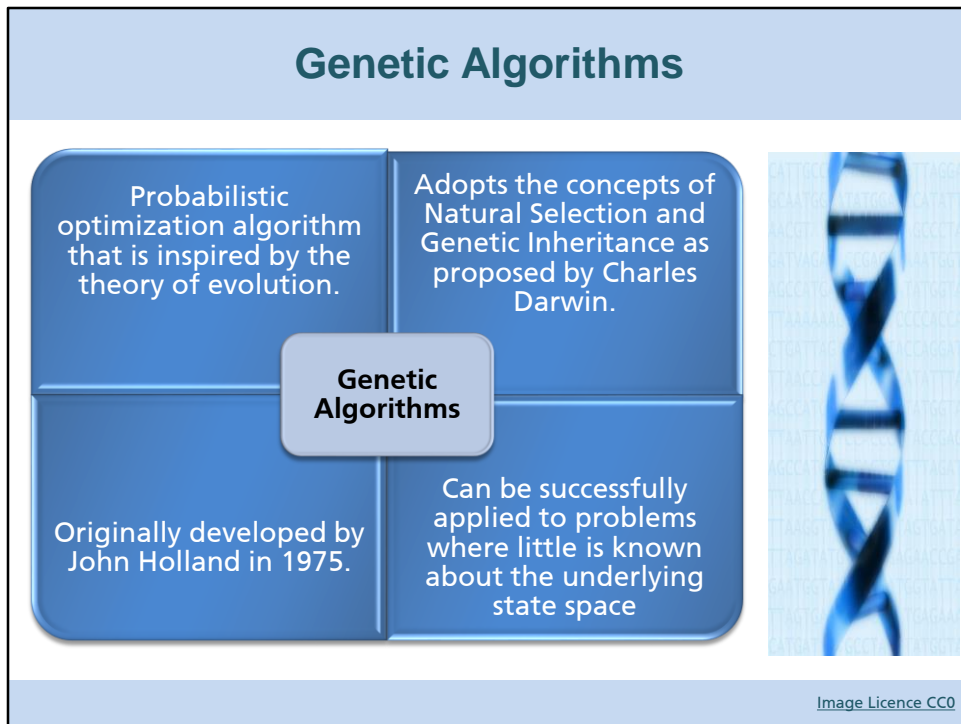 Genetic Algorithms
Probabilistic
optimization algorithm
that is inspired by the
theory of evolution.
Adopts the concepts of
Natural Selection and
Genetic Inheritance as
proposed by Charles
Darwin.
Genetic
Algorithms
Originally developed by
John Holland in 1975.
Can be successfully
applied to problems
where little is known
about the underlying
state space
Image Licence CC0